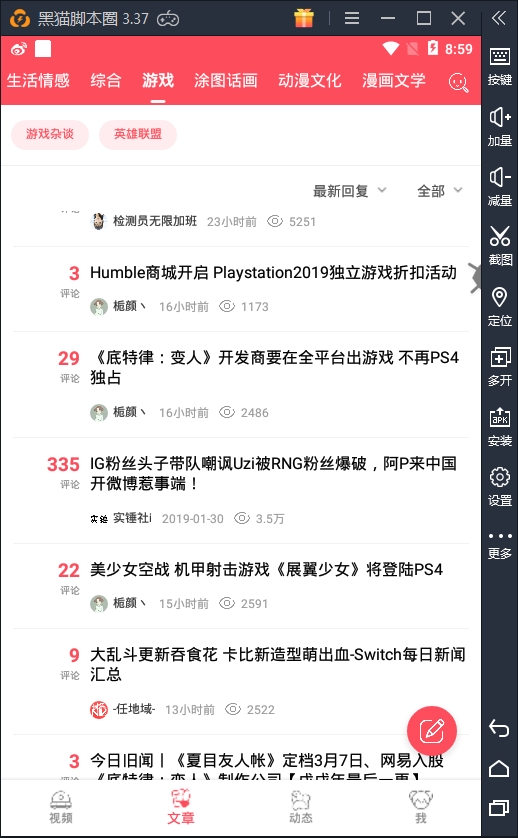 黑猫脚本圈 3.37
8:59
生活情感 综合 游戏 涂图话画 动漫文化 漫画文学
游戏杂谈 英雄联盟
最新回复 全部
检测员无限加班 23小时前 5251
3 评论
Humble商城开启 Playstation2019独立游戏折扣活动
栀颜丶 16小时前 1173
29 评论
《底特律：变人》开发商要在全平台出游戏 不再PS4
独占
栀颜丶 16小时前 2486
335 评论
IG粉丝头子带队嘲讽Uzi被RNG粉丝爆破，阿P来中国
开微博惹事端！
实锤社i 2019-01-30 3.5万
22 评论
美少女空战 机甲射击游戏《展翼少女》将登陆PS4
栀颜丶 15小时前 2591
9 评论
大乱斗更新吞食花 卡比新造型萌出血-Switch每日新闻
汇总
-任地域- 13小时前 2522
3
今日旧闻丨《夏目友人帐》定档3月7日、网易入股
《底特律：变人》制作公司【戊戌年最后一更】
视频 文章 动态 我
按键
加量
减量
截图
定位
多开
APK
安装
设置
更多